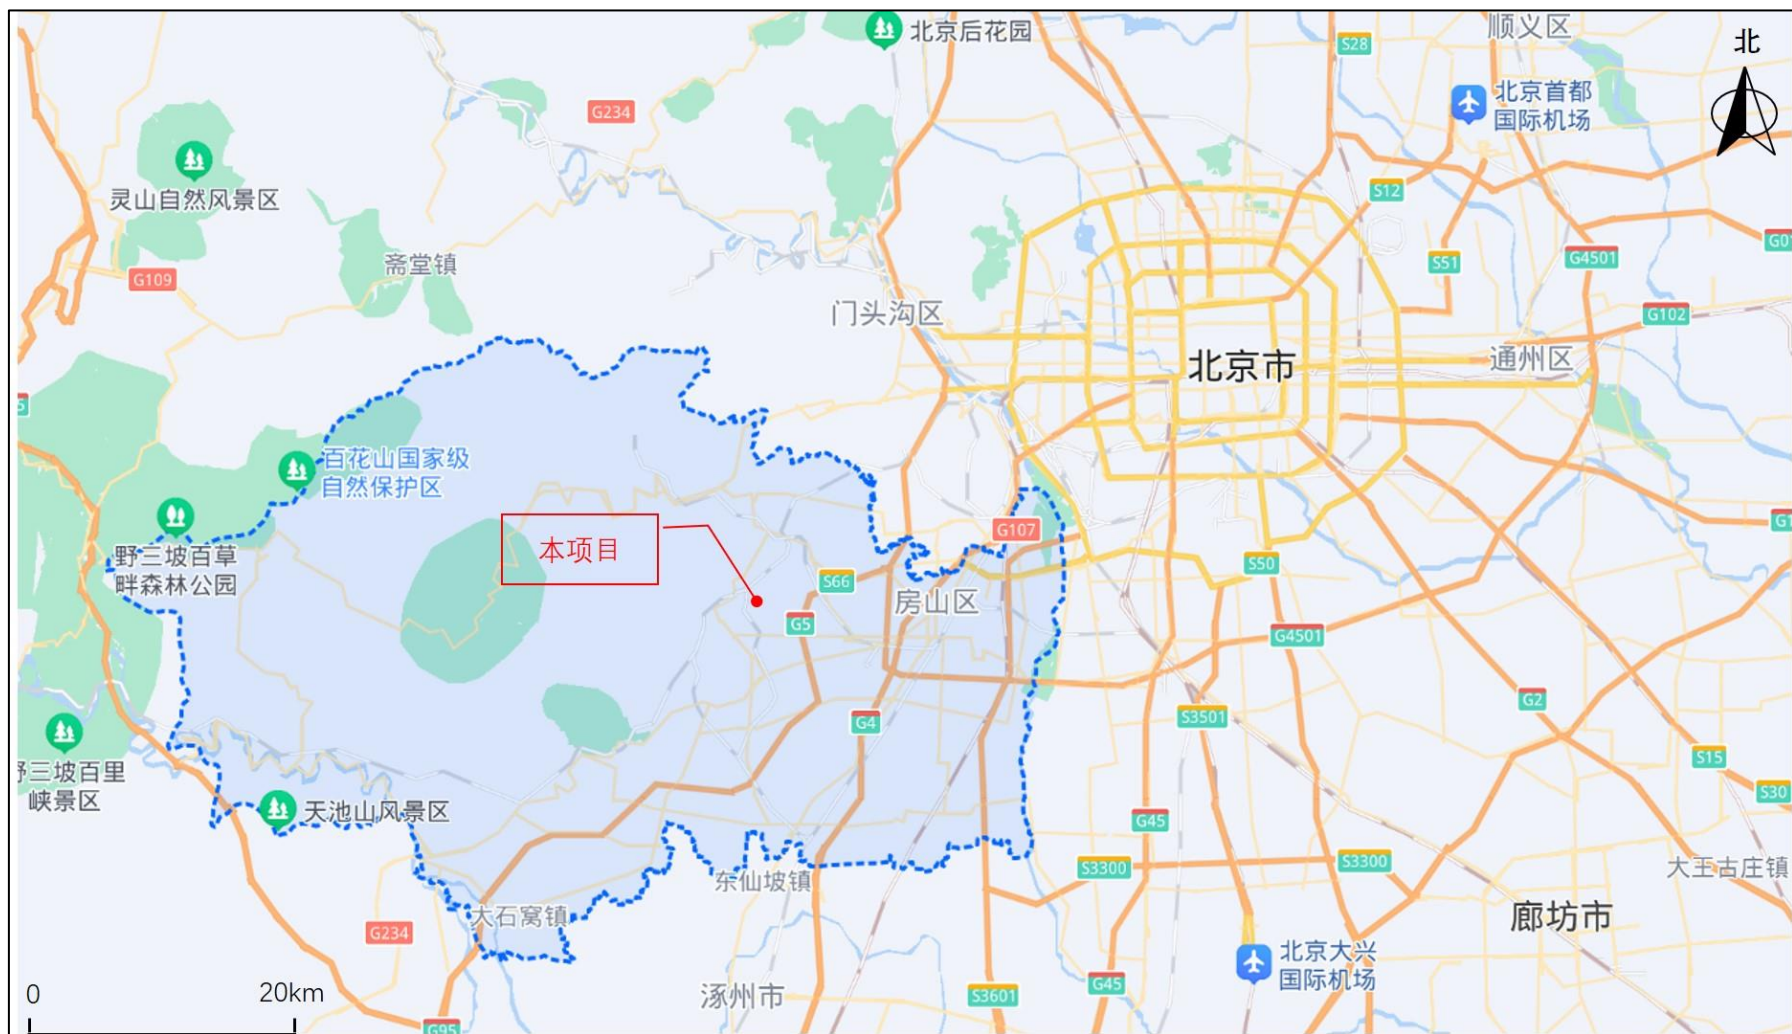 北京后花园
顺义区
S28
北
G234
北京首都
国际机场
灵山自然风景区
S12
G01
斋堂镇
G109
S51
G4501
门头沟区
G102
北京市
通州区
百花山国家级
自然保护区
G107
本项目
野三坡百草
畔森林公园
S66
S50
房山区
G5
G4501
G4
S3501
G2
野三坡百里
峡景区
S15
S30
天池山风景区
G45
S3300
S3300
东仙坡镇
大王古庄镇
大石窝镇
廊坊市
G234
北京大兴
国际机场
0
20km
涿州市
S3601
G45
G95